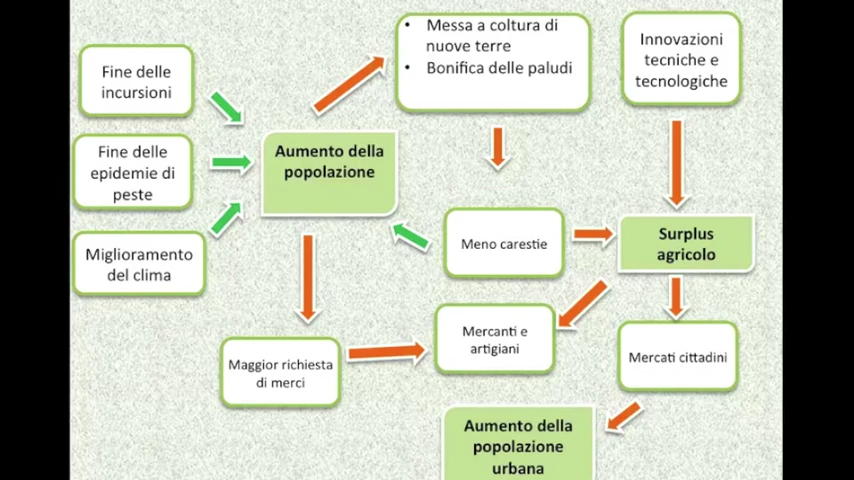 Fine delle
incursioni
Fine delle
epidemie di
peste
Miglioramento
del clima
Aumento della
popolazione
• Messa a coltura di
nuove terre
• Bonifica delle paludi
Innovazioni
tecniche e
tecnologiche
Meno carestie
Surplus
agricolo
Maggior richiesta
di merci
Mercanti e
artigiani
Mercati cittadini
Aumento della
popolazione
urbana